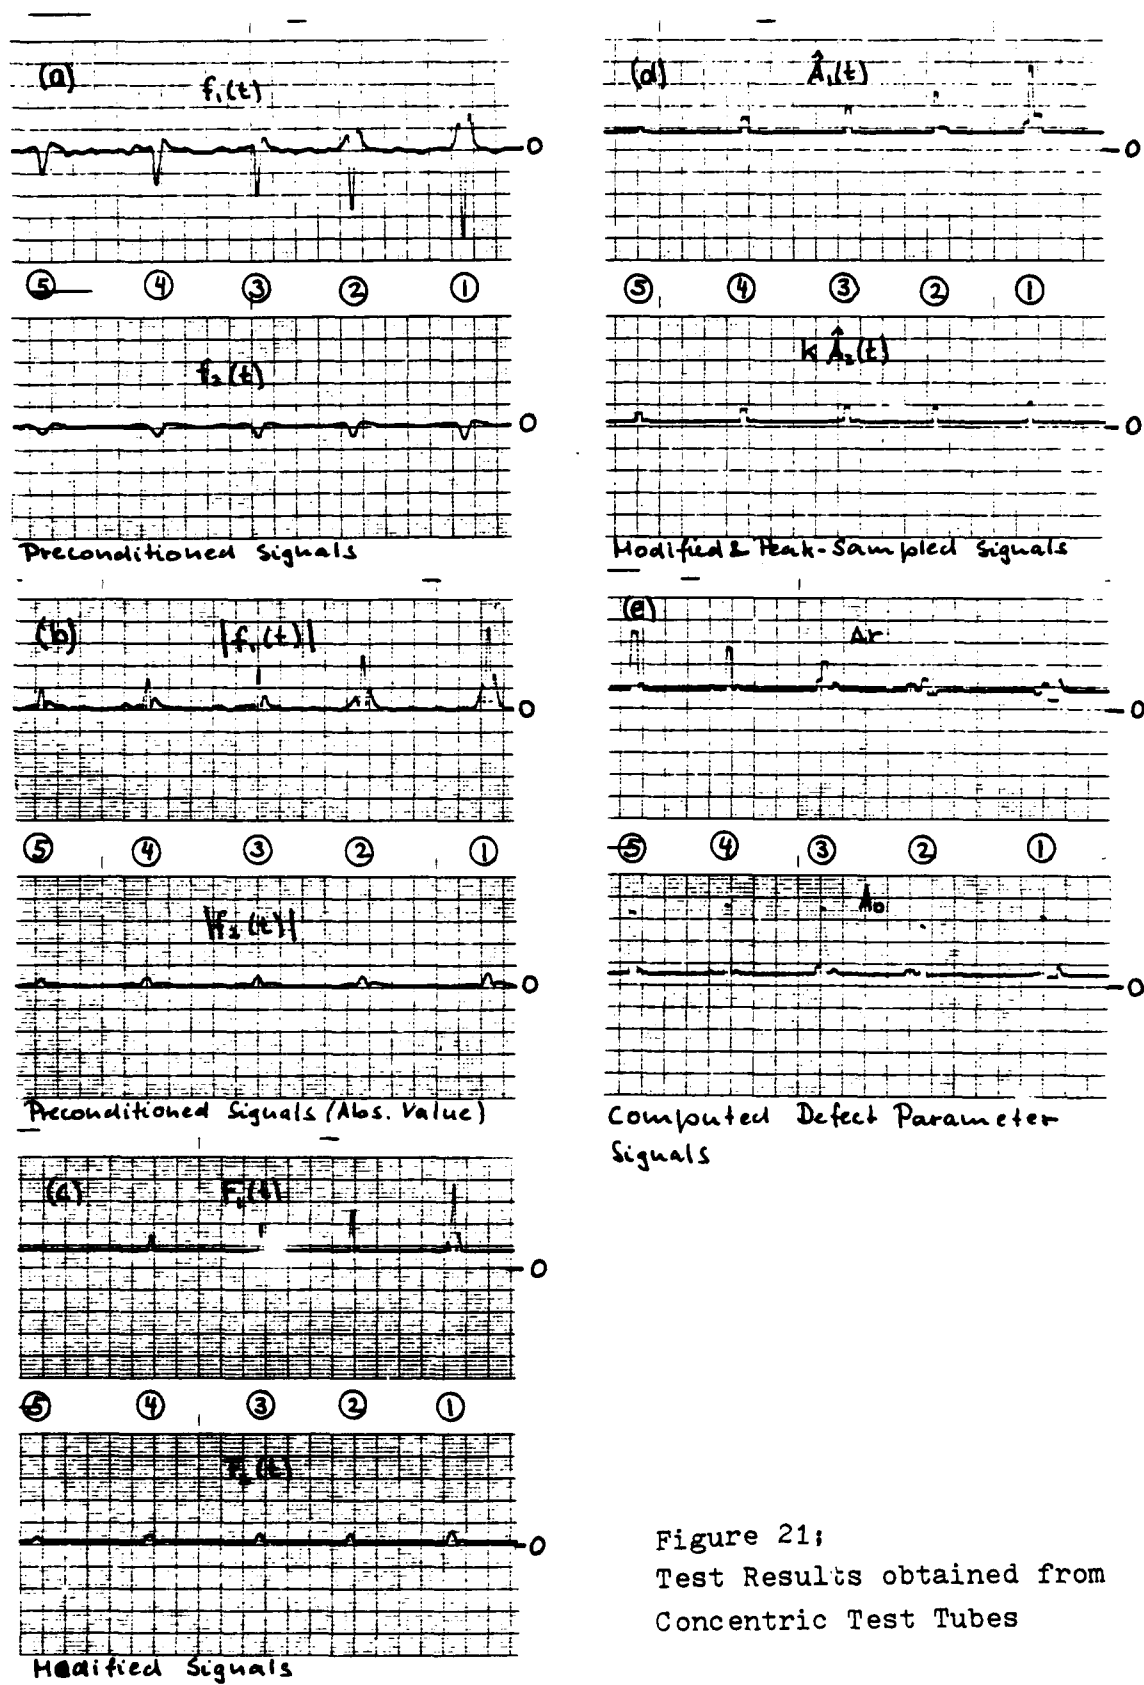 (a)
f₁(t)
0
⑤ ④ ③ ② ①
f₂(t)
0
Preconditioned Signals
(b)
|f₁(t)|
0
⑤ ④ ③ ② ①
|f₂(t)|
0
Preconditioned Signals (Abs. Value)
(c)
F₁(t)
0
⑤ ④ ③ ② ①
F₂(t)
0
Modified Signals
(d)
Â₁(t)
0
⑤ ④ ③ ② ①
k Â₂(t)
0
Modified & Peak-Sampled Signals
(e)
Ar
0
⑤ ④ ③ ② ①
A₀
0
Computed Defect Parameter
Signals
Figure 21;
Test Results obtained from
Concentric Test Tubes